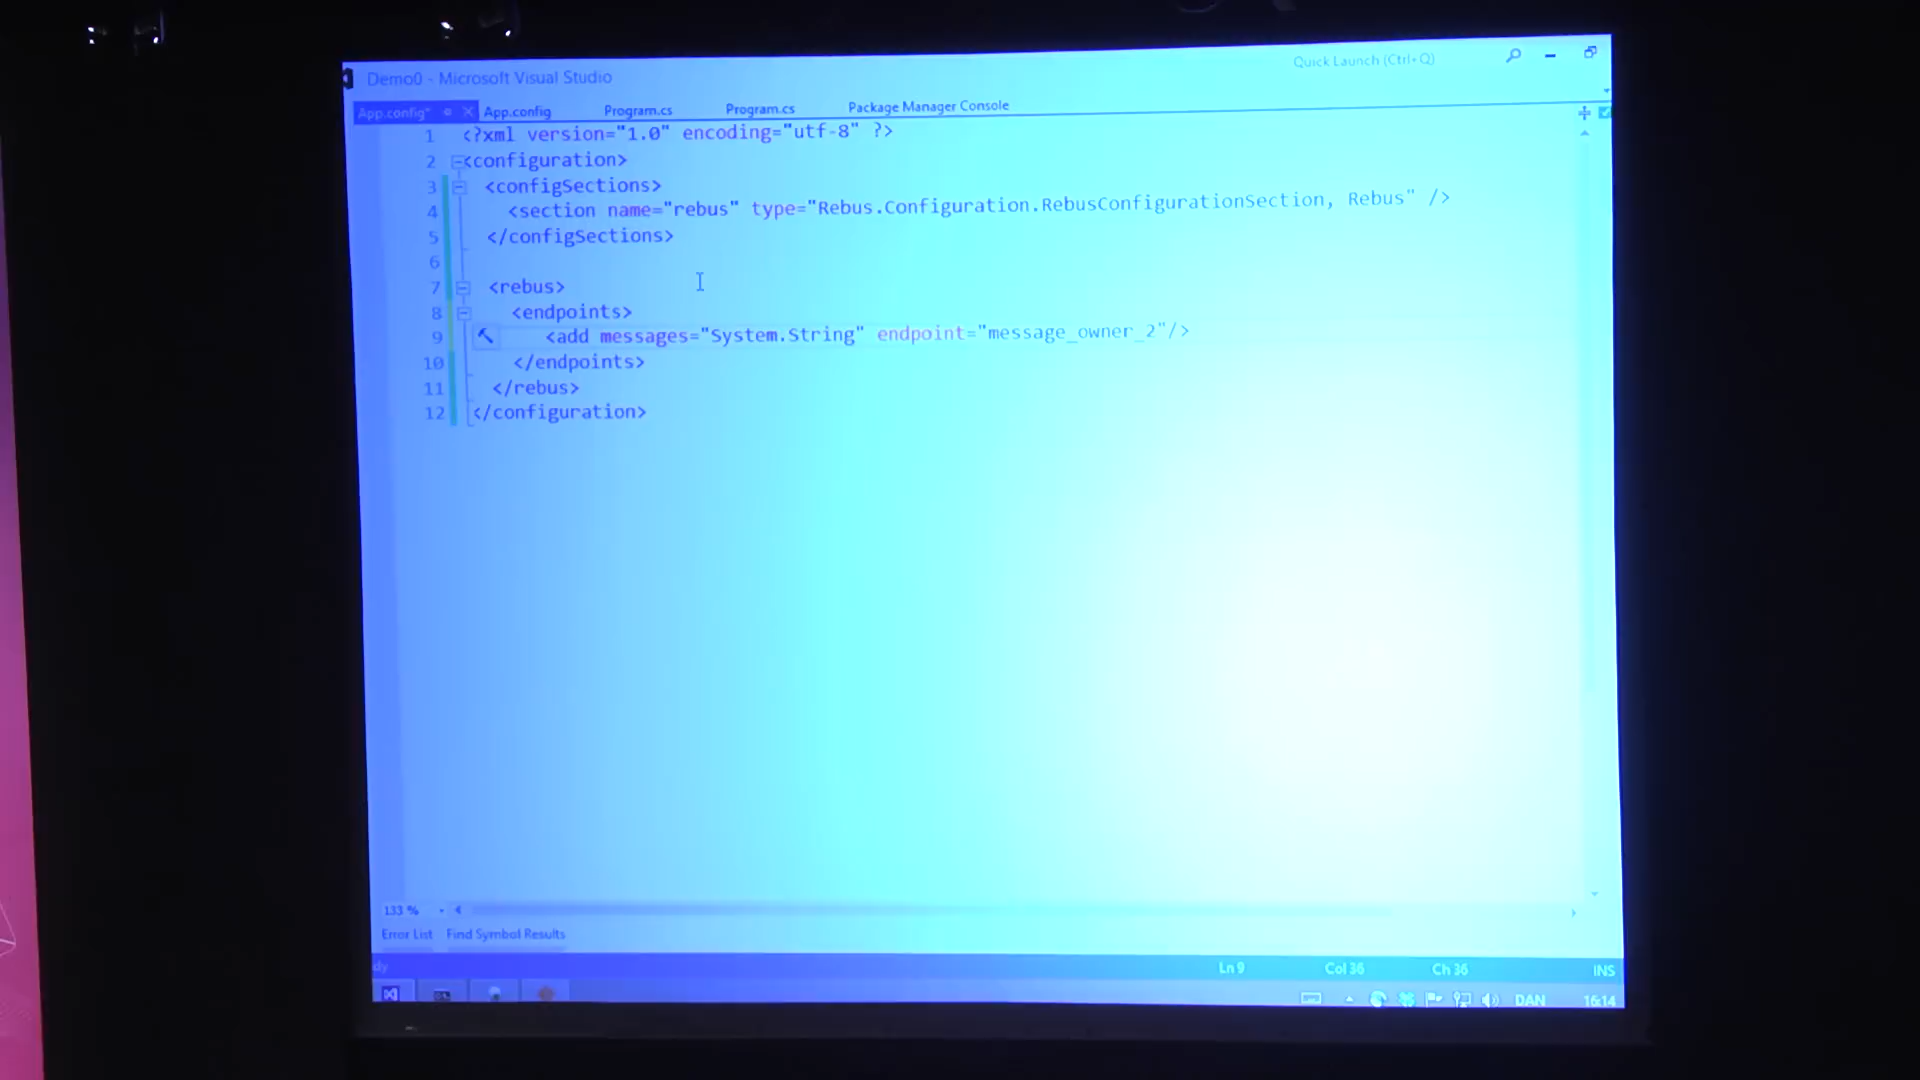 Demo0 - Microsoft Visual Studio
Quick Launch (Ctrl+Q)
App.config*
App.config
Program.cs
Program.cs
Package Manager Console
1 <?xml version="1.0" encoding="utf-8" ?>
2 <configuration>
3 <configSections>
4 <section name="rebus" type="Rebus.Configuration.RebusConfigurationSection, Rebus" />
5 </configSections>
6
7 <rebus>
8 <endpoints>
9 <add messages="System.String" endpoint="message_owner_2"/>
10 </endpoints>
11 </rebus>
12 </configuration>
133 %
Error List Find Symbol Results
dy
Ln 9 Col 36 Ch 36 INS
DAN 16:14